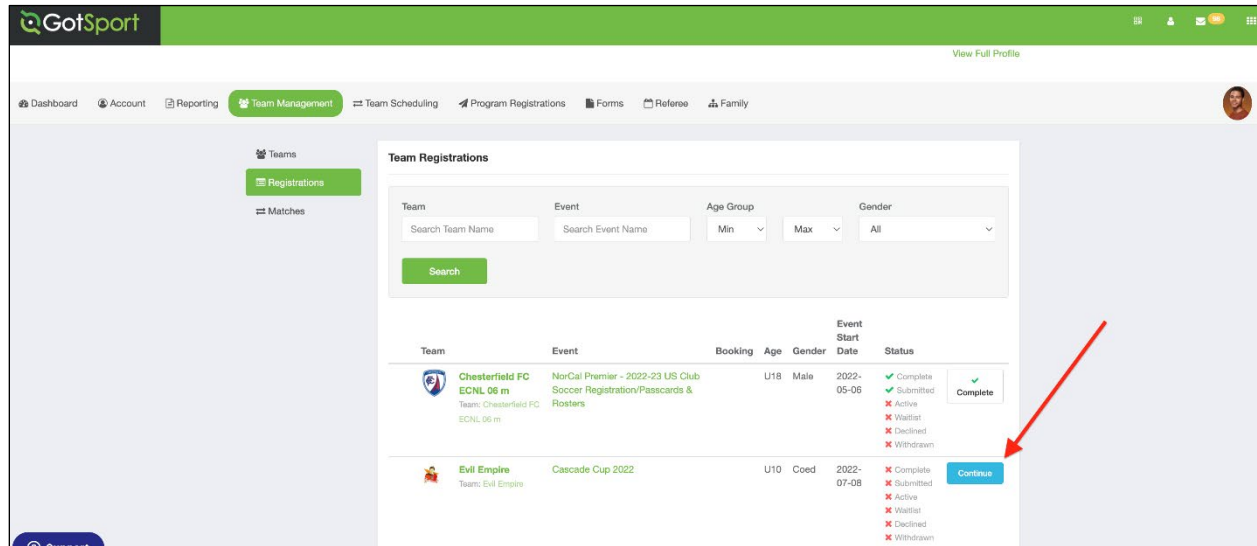 GotSport
View Full Profile
Dashboard Account Reporting Team Management Team Scheduling Program Registrations Forms Referee Family
Teams
Registrations
Matches
Team Registrations
Team Event Age Group Gender
Search Team Name Search Event Name Min Max All
Search
Event
Start
Team Event Booking Age Gender Date Status
Chesterfield FC NorCal Premier - 2022-23 US Club U18 Male 2022- Complete
ECNL 06 m Soccer Registration/Passcards & 05-06 Submitted Complete
Team: Chesterfield FC Rosters Active
ECNL 06 m Waitlist
Declined
Withdrawn
Evil Empire Cascade Cup 2022 U10 Coed 2022- Complete Continue
Team: Evil Empire 07-08 Submitted
Active
Waitlist
Declined
Withdrawn